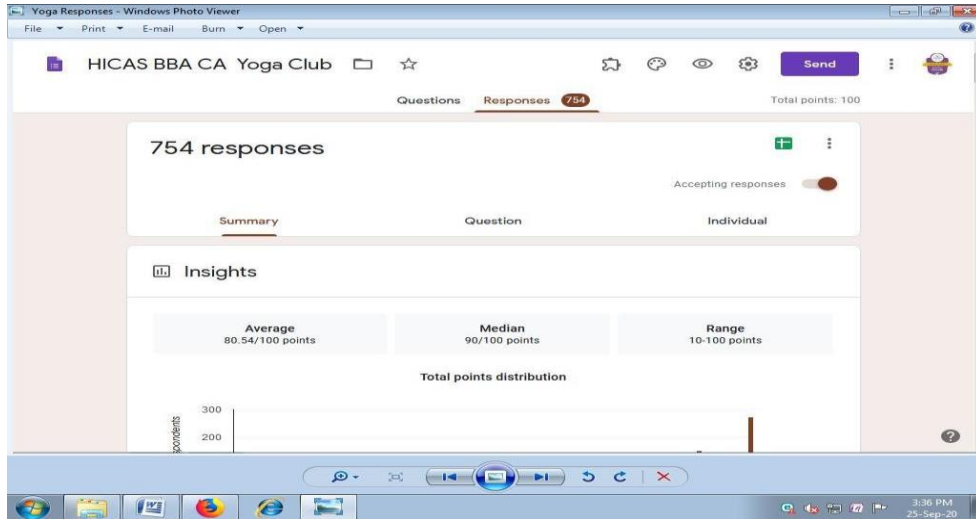 Yoga Responses - Windows Photo Viewer
File Print E-mail Burn Open
HICAS BBA CA Yoga Club
Send
Questions Responses 754 Total points: 100
754 responses
Accepting responses
Summary Question Individual
Insights
Average Median Range
80.54/100 points 90/100 points 10-100 points
Total points distribution
300
200
3:36 PM
25-Sep-20